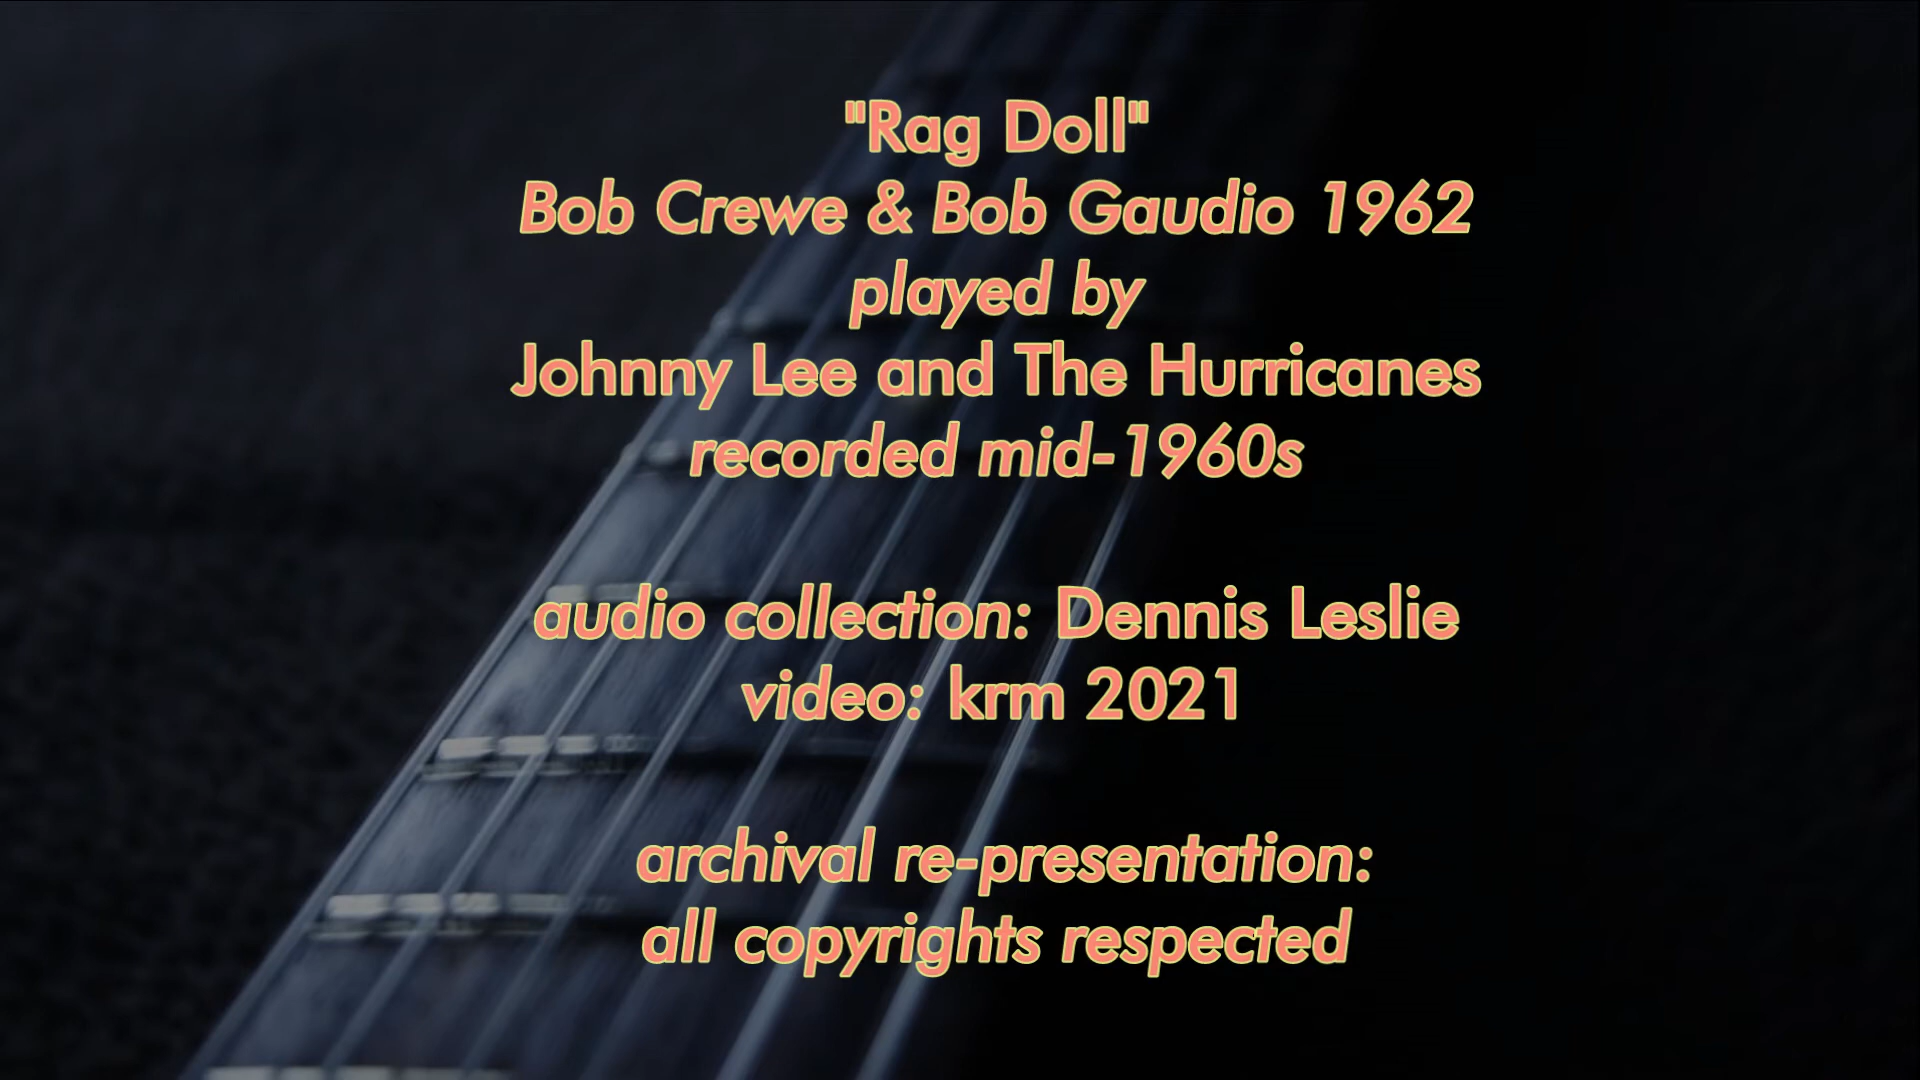 "Rag Doll"
Bob Crewe & Bob Gaudio 1962
played by
Johnny Lee and The Hurricanes
recorded mid-1960s
audio collection: Dennis Leslie
video: krm 2021
archival re-presentation:
all copyrights respected